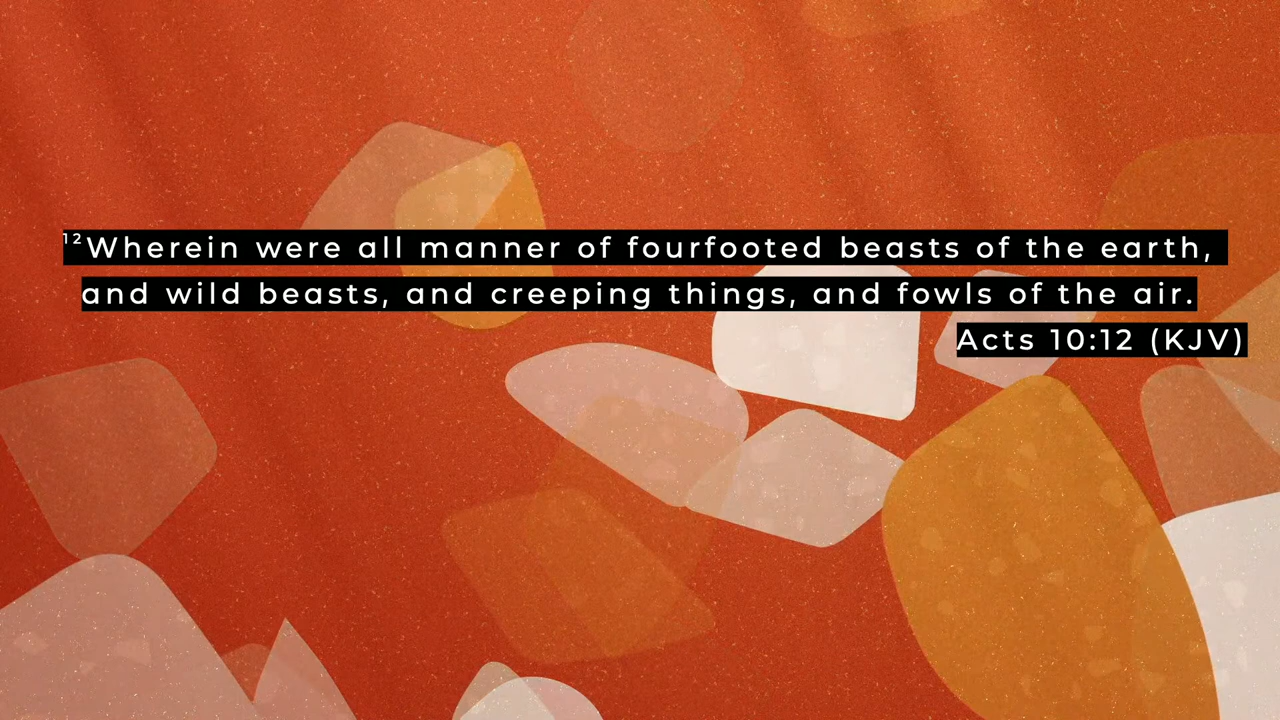 ¹²Wherein were all manner of fourfooted beasts of the earth,
and wild beasts, and creeping things, and fowls of the air.
Acts 10:12 (KJV)